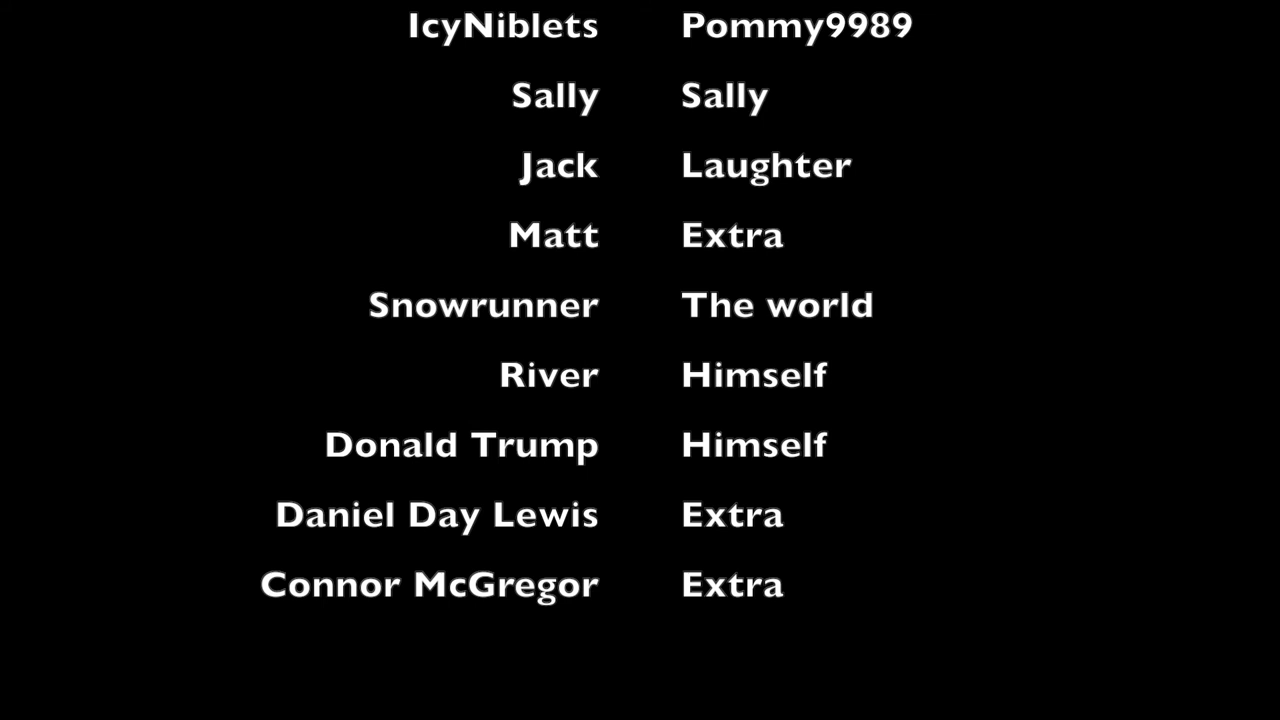 IcyNiblets Pommy9989
Sally Sally
Jack Laughter
Matt Extra
Snowrunner The world
River Himself
Donald Trump Himself
Daniel Day Lewis Extra
Connor McGregor Extra